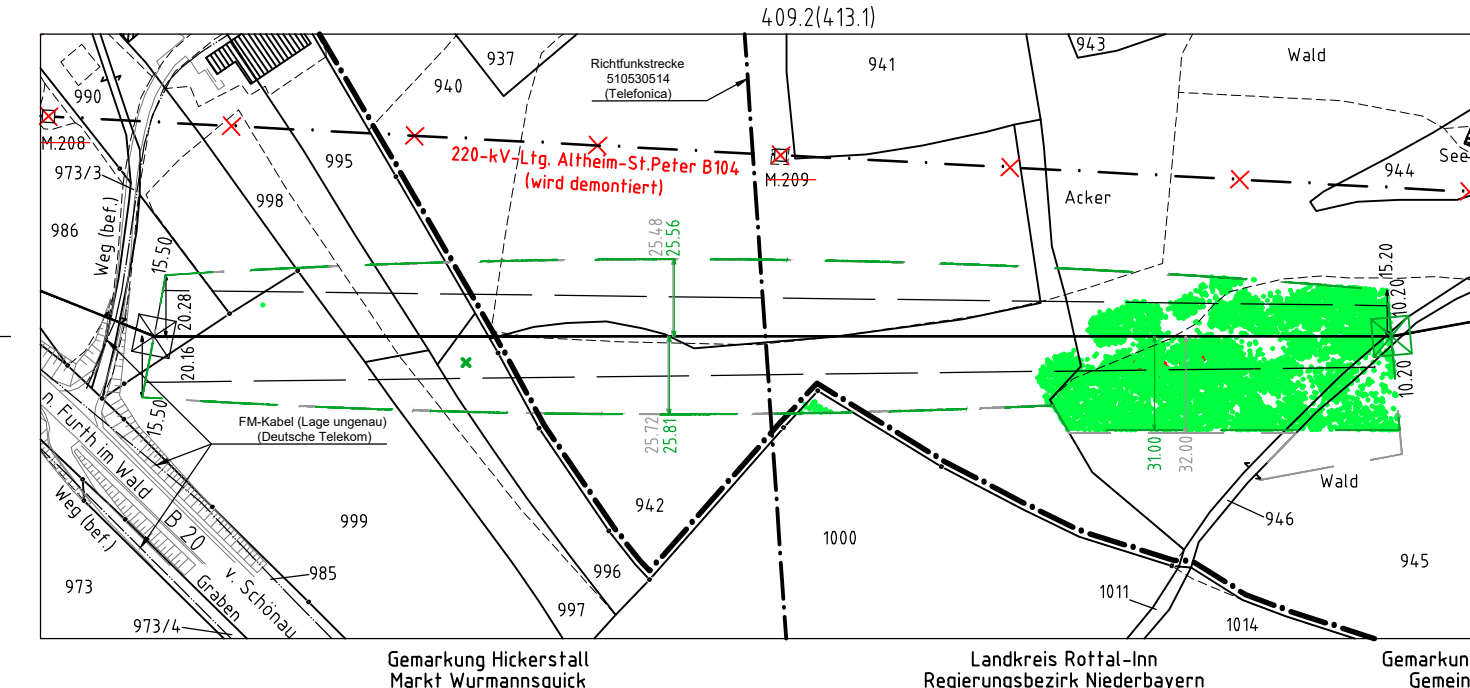 409.2(413.1)
937
943
Wald
941
Richtfunkstrecke
510530514
(Telefonica)
940
990
M.208
995
220-kV-Ltg. Altheim-St.Peter B104
(wird demontiert)
M.209
973/3
944
See
998
Acker
986
Weg (bef.)
15.50
25.48
25.56
15.20
20.28
10.20
20.16
10.20
15.50
n. Furth im Wald
FM-Kabel (Lage ungenau)
(Deutsche Telekom)
25.72
25.81
31.00
32.00
Wald
Weg (bef.)
B 20
999
942
946
1000
945
996
985
973
Graben
v. Schönau
997
1011
973/4
1014
Gemarkung Hickerstall
Markt Wurmannsquick
Landkreis Rottal-Inn
Regierungsbezirk Niederbayern
Gemarkun
Gemein